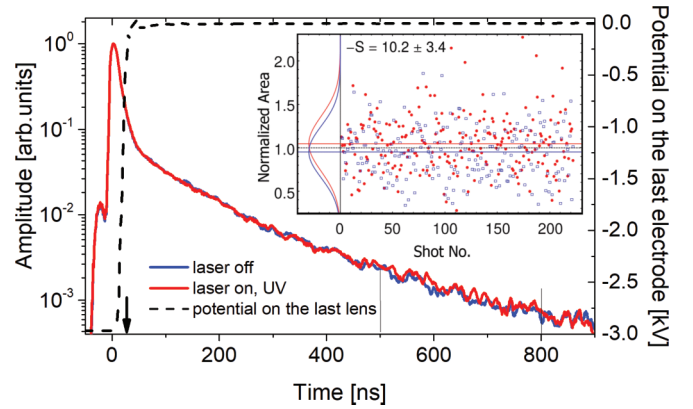 Amplitude [arb.units]
10⁰
10⁻¹
10⁻²
10⁻³
0
200
400
600
800
Time [ns]
0.0
-0.5
-1.0
-1.5
-2.0
-2.5
-3.0
Potential on the last electrode [KV]
laser off
laser on, UV
potential on the last lens
−S = 10.2 ± 3.4
Normalized Area
2.0
1.5
1.0
0.5
0
50
100
150
200
Shot No.